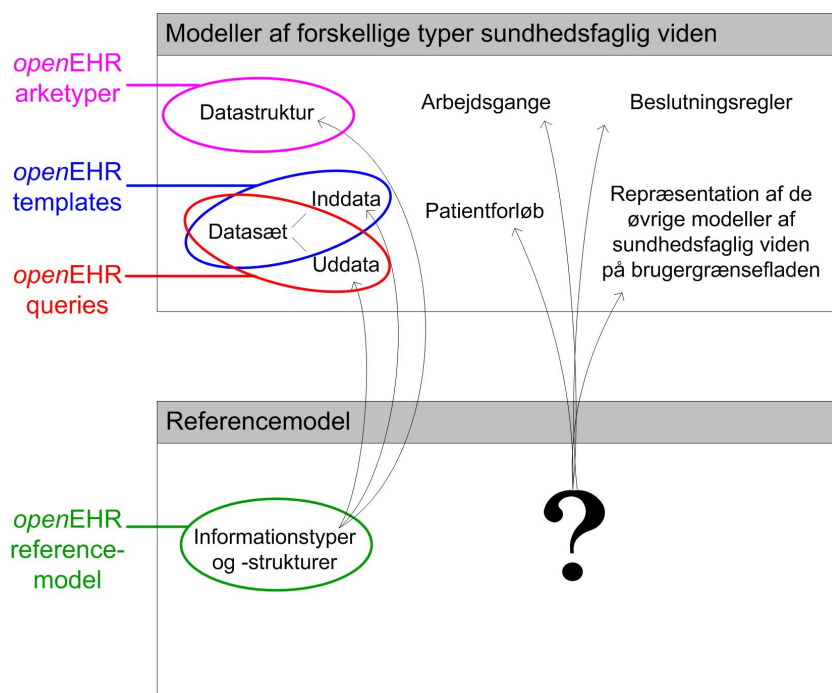 Modeller af forskellige typer sundhedsfaglig viden
openEHR
arketyper
Datastruktur
Arbejdsgange
Beslutningsregler
openEHR
templates
Inddata
Datasæt
Uddata
Patientforløb
Repræsentation af de
øvrige modeller af
sundhedsfaglig viden
på brugergrænsefladen
openEHR
queries
Referencemodel
openEHR
reference-
model
Informationstyper
og -strukturer
?